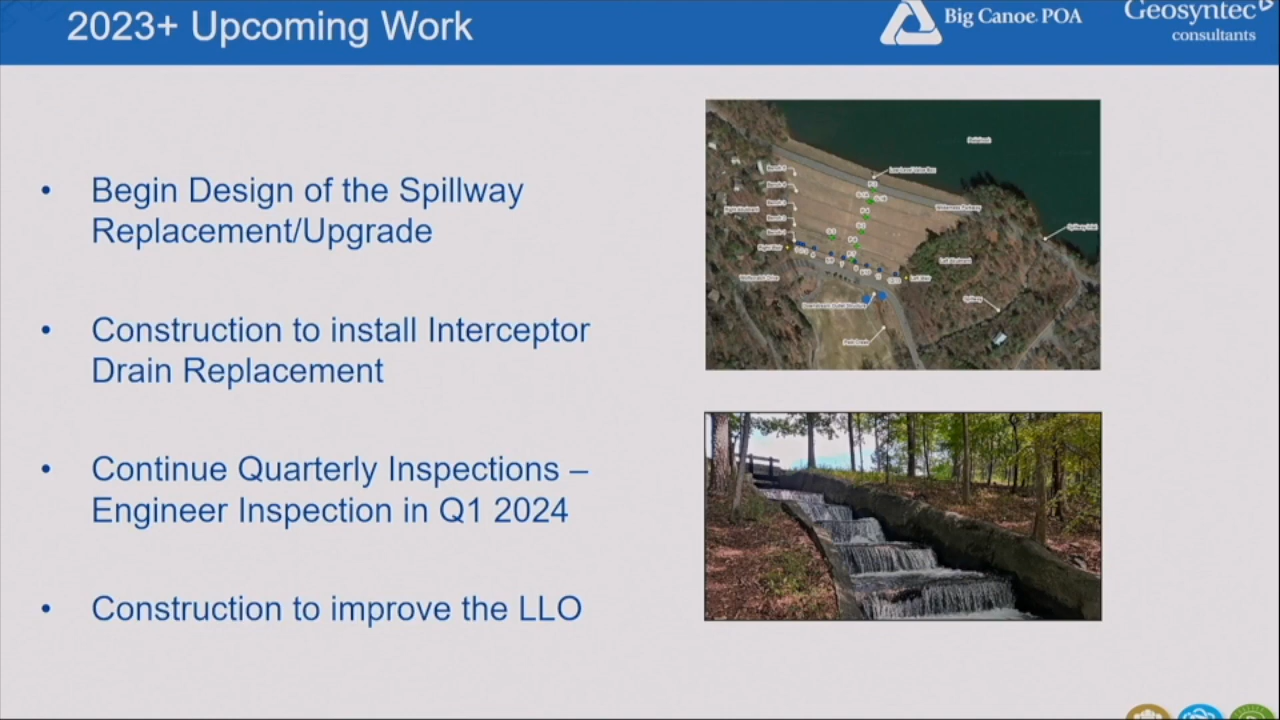 2023+ Upcoming Work
Big Canoe POA
Geosyntec
consultants
• Begin Design of the Spillway
Replacement/Upgrade
• Construction to install Interceptor
Drain Replacement
• Continue Quarterly Inspections –
Engineer Inspection in Q1 2024
• Construction to improve the LLO
Spillway